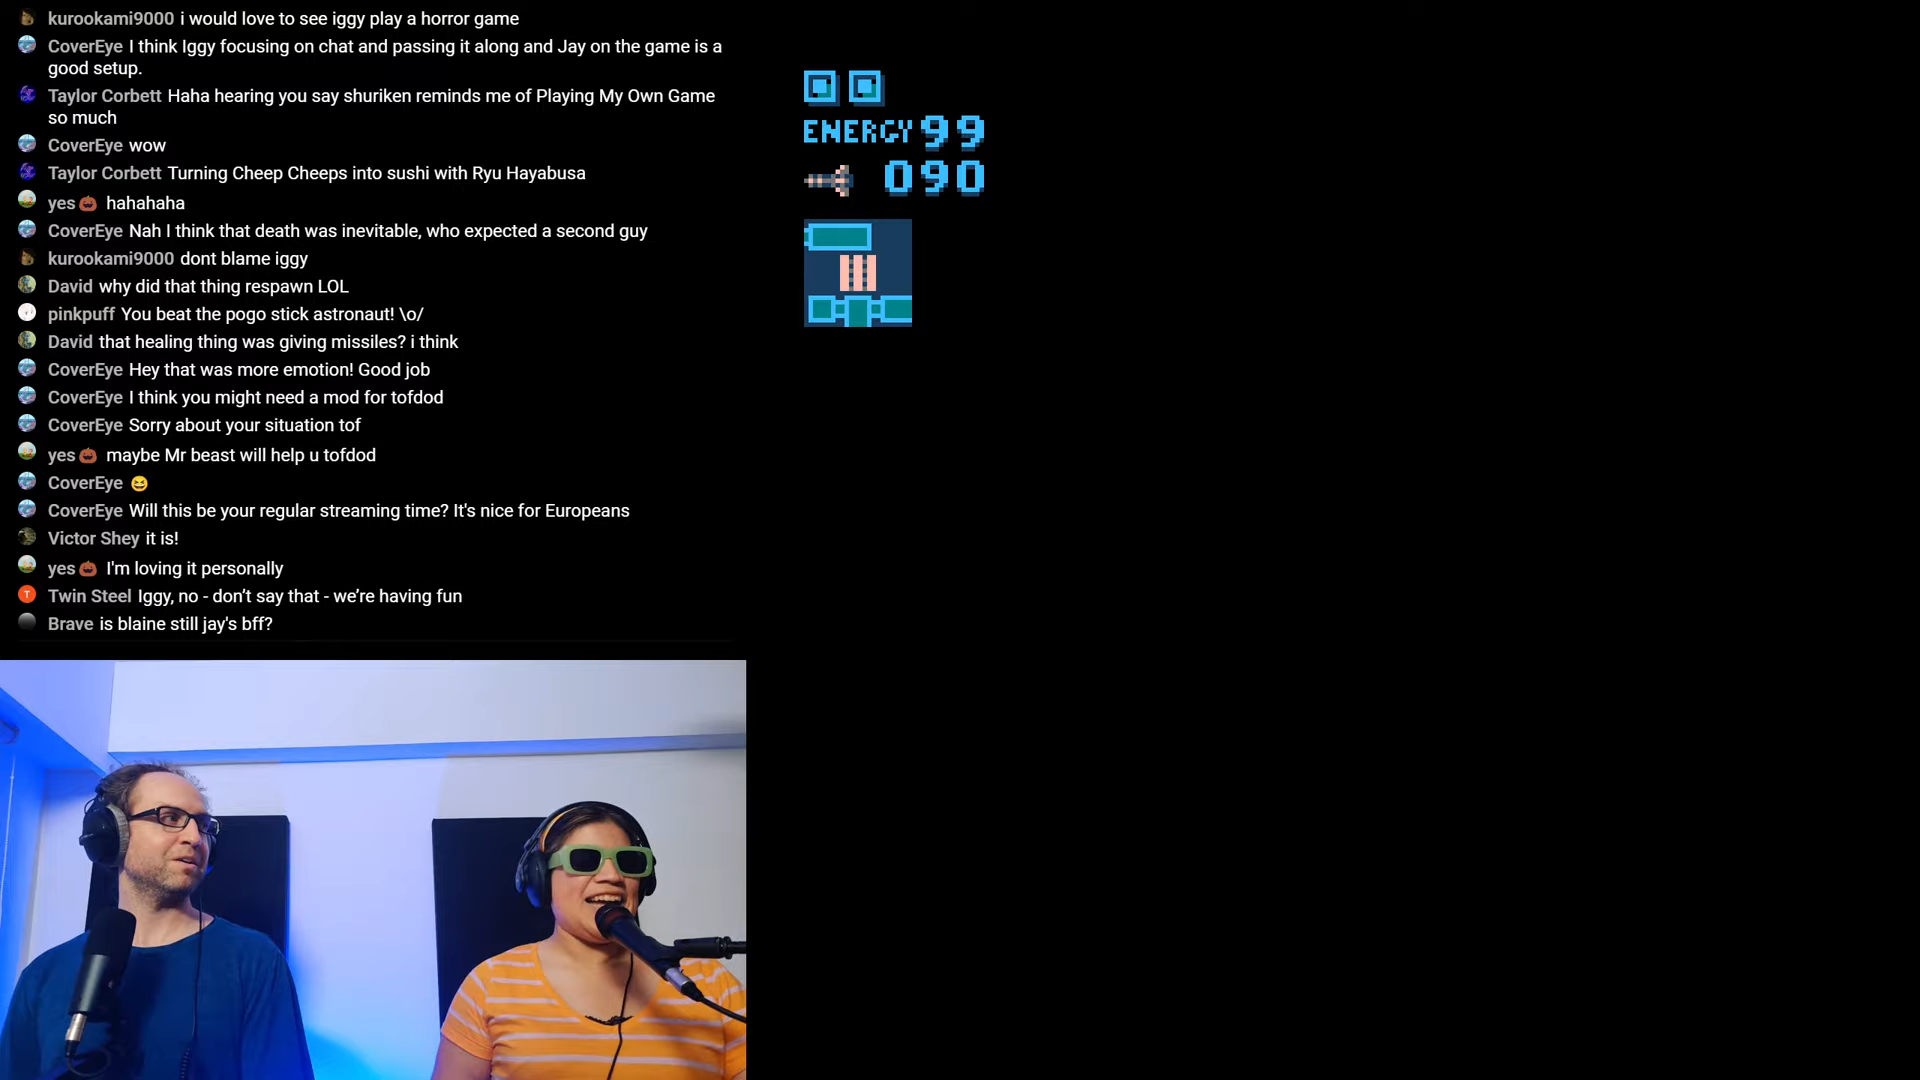 kurookami9000 i would love to see iggy play a horror game
CoverEye I think Iggy focusing on chat and passing it along and Jay on the game is a
good setup.
Taylor Corbett Haha hearing you say shuriken reminds me of Playing My Own Game
so much
CoverEye wow
Taylor Corbett Turning Cheep Cheeps into sushi with Ryu Hayabusa
yes🎃 hahahaha
CoverEye Nah I think that death was inevitable, who expected a second guy
kurookami9000 dont blame iggy
David why did that thing respawn LOL
pinkpuff You beat the pogo stick astronaut! \o/
David that healing thing was giving missiles? i think
CoverEye Hey that was more emotion! Good job
CoverEye I think you might need a mod for tofdod
CoverEye Sorry about your situation tof
yes🎃 maybe Mr beast will help u tofdod
CoverEye 😆
CoverEye Will this be your regular streaming time? It's nice for Europeans
Victor Shey it is!
yes🎃 I'm loving it personally
T Twin Steel Iggy, no - don’t say that - we’re having fun
Brave is blaine still jay's bff?
ENERGY 99
090